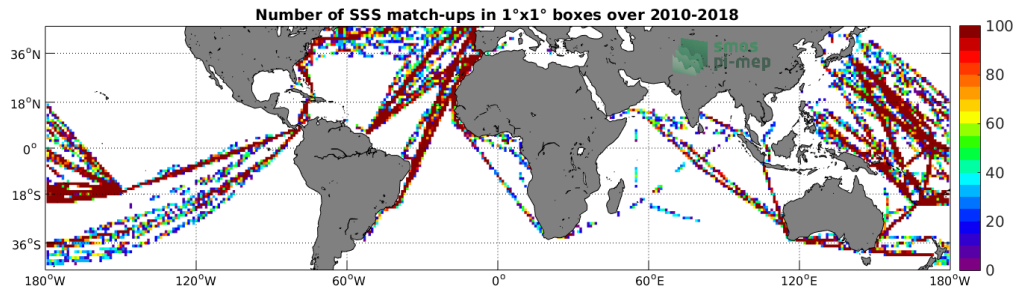 Number of SSS match-ups in 1°x1° boxes over 2010-2018
smos
pi-mep
36°N
18°N
0°
18°S
36°S
180°W
120°W
60°W
0°
60°E
120°E
180°W
100
80
60
40
20
0